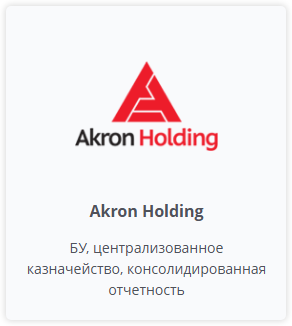 Akron Holding
Akron Holding
БУ, централизованное
казначейство, консолидированная
отчетность